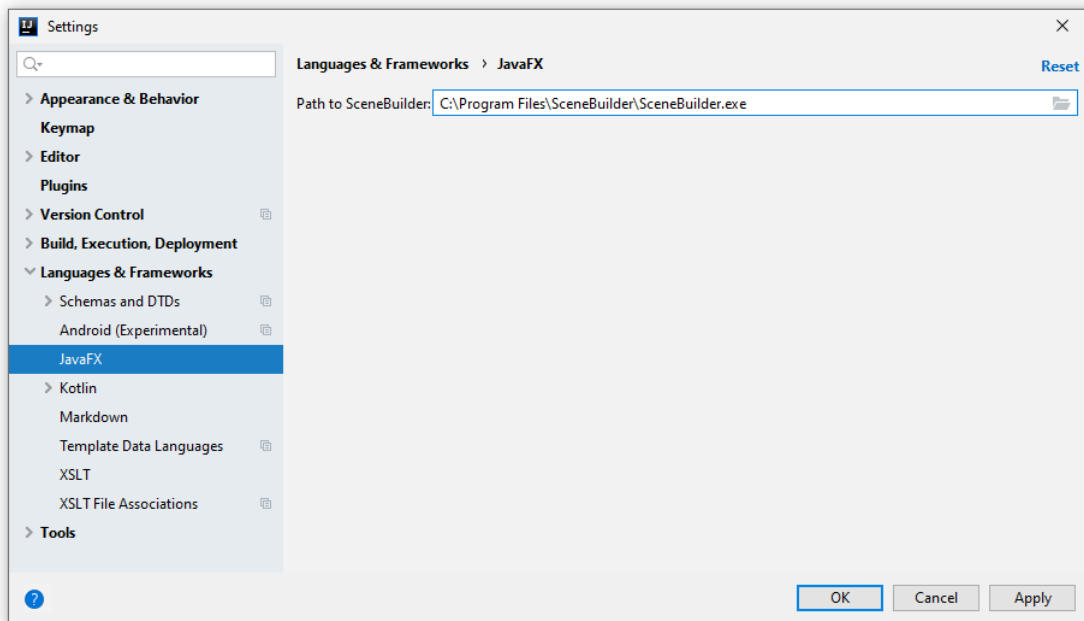 Settings
Appearance & Behavior
Keymap
Editor
Plugins
Version Control
Build, Execution, Deployment
Languages & Frameworks
Schemas and DTDs
Android (Experimental)
JavaFX
Kotlin
Markdown
Template Data Languages
XSLT
XSLT File Associations
Tools
Languages & Frameworks › JavaFX
Reset
Path to SceneBuilder: C:\Program Files\SceneBuilder\SceneBuilder.exe
?
OK
Cancel
Apply